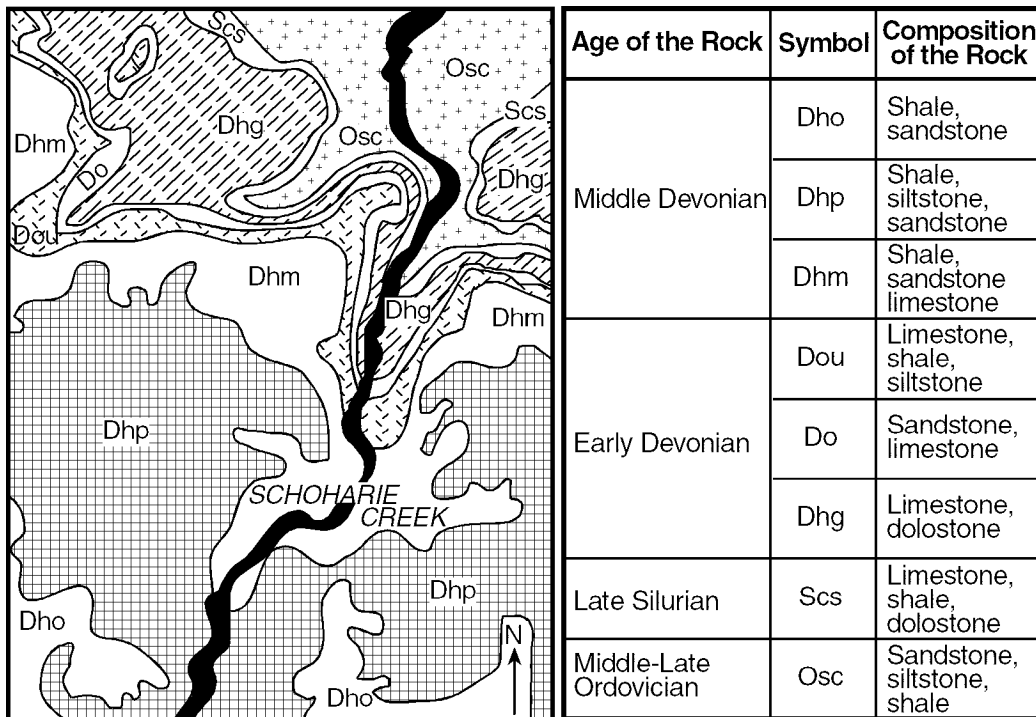 Scs
Osc
Scs
Dhg
Osc
Dhm
Do
Dhg
Dou
Dhm
Dhg
Dhm
Dhp
SCHOHARIE
CREEK
Dhp
Dho
N
Dho
Age of the Rock
Symbol
Composition
of the Rock
Middle Devonian
Dho
Shale,
sandstone
Dhp
Shale,
siltstone,
sandstone
Dhm
Shale,
sandstone
limestone
Early Devonian
Dou
Limestone,
shale,
siltstone
Do
Sandstone,
limestone
Dhg
Limestone,
dolostone
Late Silurian
Scs
Limestone,
shale,
dolostone
Middle-Late
Ordovician
Osc
Sandstone,
siltstone,
shale